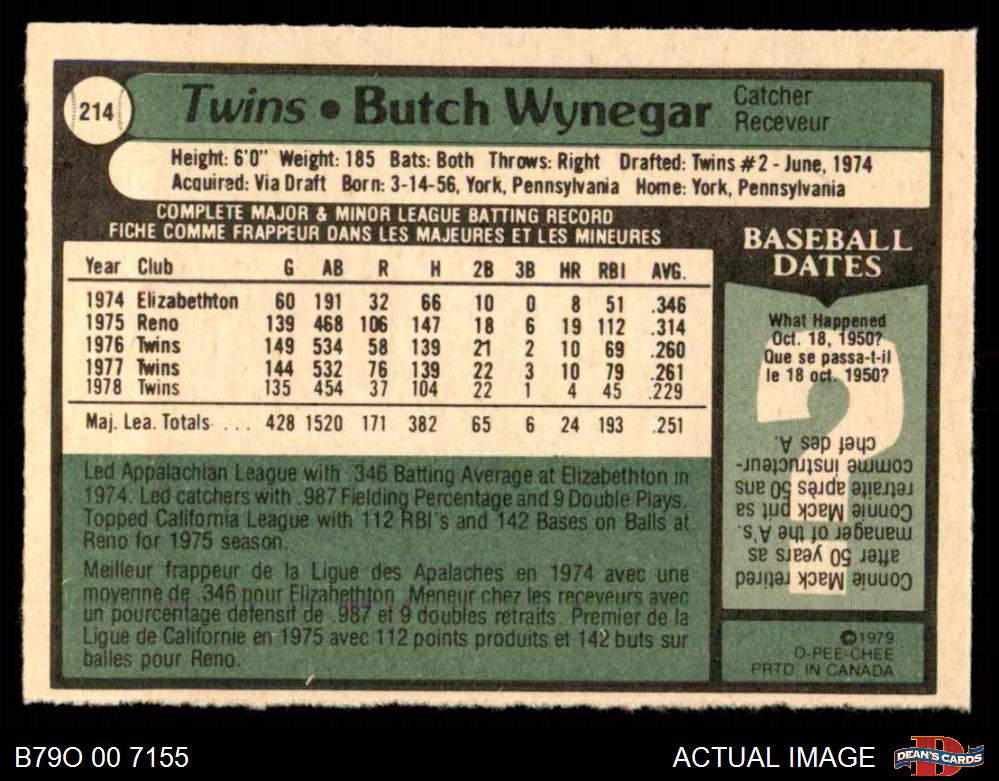 214
Twins • Butch Wynegar
Catcher
Receveur
Height: 6'0" Weight: 185 Bats: Both Throws: Right Drafted: Twins #2 - June, 1974
Acquired: Via Draft Born: 3-14-56, York, Pennsylvania Home: York, Pennsylvania
COMPLETE MAJOR & MINOR LEAGUE BATTING RECORD
FICHE COMME FRAPPEUR DANS LES MAJEURES ET LES MINEURES
Year Club G AB R H 2B 3B HR RBI AVG.
1974 Elizabethton 60 191 32 66 10 0 8 51 .346
1975 Reno 139 468 106 147 18 6 19 112 .314
1976 Twins 149 534 58 139 21 2 10 69 .260
1977 Twins 144 532 76 139 22 3 10 79 .261
1978 Twins 135 454 37 104 22 1 4 45 .229
Maj. Lea. Totals ... 428 1520 171 382 65 6 24 193 .251
Led Appalachian League with .346 Batting Average at Elizabethton in
1974. Led catchers with .987 Fielding Percentage and 9 Double Plays.
Topped California League with 112 RBI's and 142 Bases on Balls at
Reno for 1975 season.
Meilleur frappeur de la Ligue des Apalaches en 1974 avec une
moyenne de .346 pour Elizahethton. Meneur chez les receveurs avec
un pourcentage défensif de .987 et 9 doubles retraits. Premier de la
Ligue de Californie en 1975 avec 112 points produits et 142 buts sur
balles pour Reno.
BASEBALL
DATES
What Happened
Oct. 18, 1950?
Que se passa-t-il
le 18 oct. 1950?
Connie Mack retired
after 50 years as
manager of the A's.
Connie Mack prit sa
retraite après 50 ans
comme instructeur-
chef des A.
©1979
O-PEE-CHEE
PRTD. IN CANADA
B79O 00 7155
ACTUAL IMAGE
DEAN'S CARDS